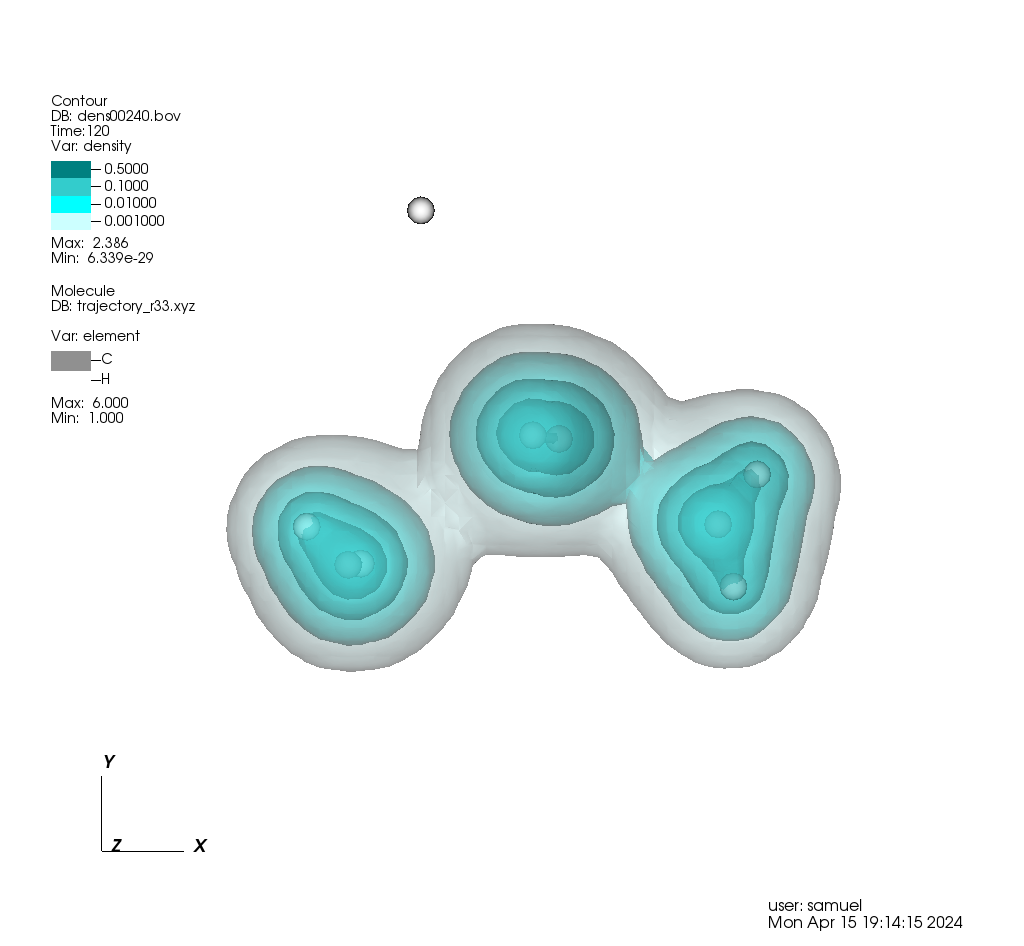 Contour
DB: dens00240.bov
Time:120
Var: density
0.5000
0.1000
0.01000
0.001000
Max: 2.386
Min: 6.339e-29
Molecule
DB: trajectory_r33.xyz
Var: element
C
H
Max: 6.000
Min: 1.000
Y
Z X
user: samuel
Mon Apr 15 19:14:15 2024